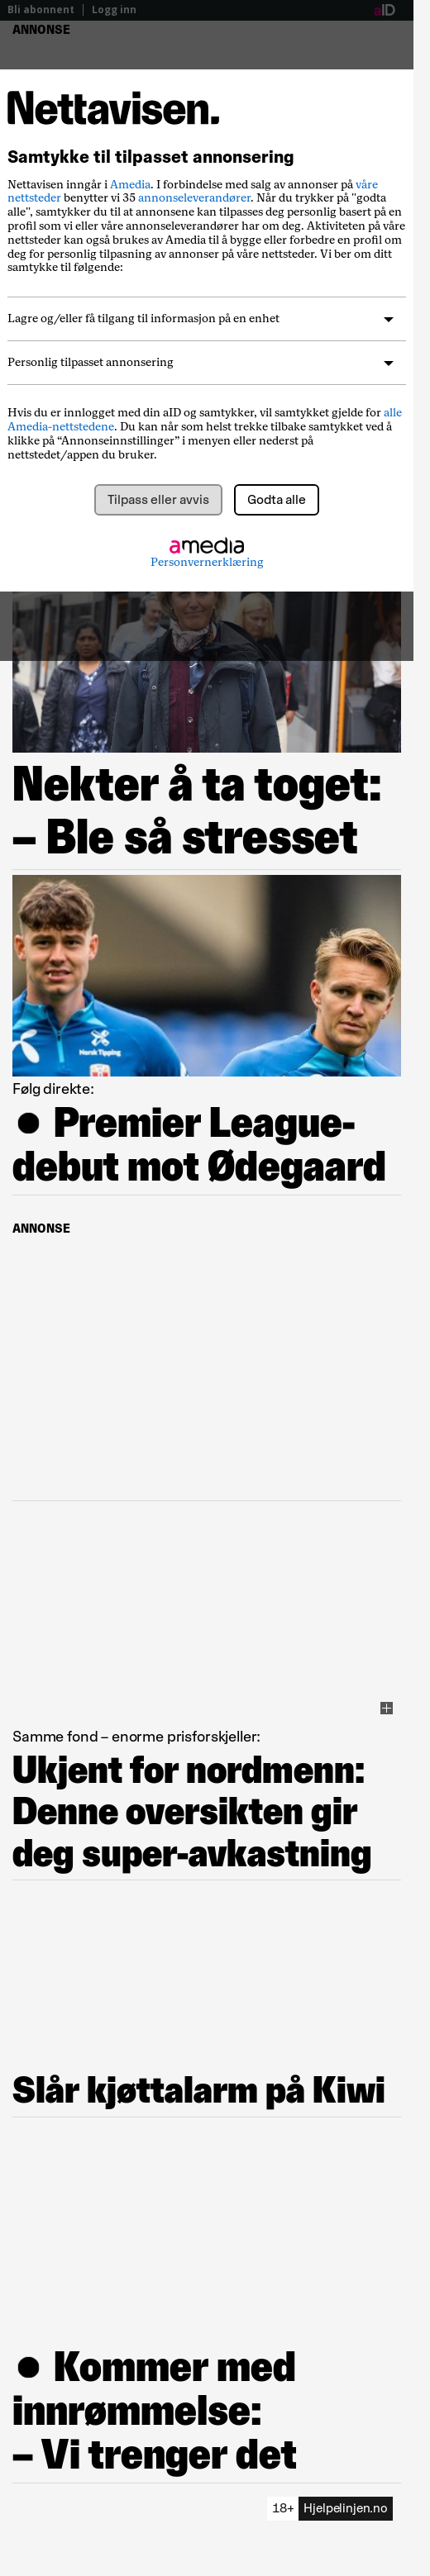 Bli abonnent | Logg inn
aID
ANNONSE
Nettavisen.
Samtykke til tilpasset annonsering
Nettavisen inngår i Amedia. I forbindelse med salg av annonser på våre
nettsteder benytter vi 35 annonseleverandører. Når du trykker på "godta
alle", samtykker du til at annonsene kan tilpasses deg personlig basert på en
profil som vi eller våre annonseleverandører har om deg. Aktiviteten på våre
nettsteder kan også brukes av Amedia til å bygge eller forbedre en profil om
deg for personlig tilpasning av annonser på våre nettsteder. Vi ber om ditt
samtykke til følgende:
Lagre og/eller få tilgang til informasjon på en enhet
Personlig tilpasset annonsering
Hvis du er innlogget med din aID og samtykker, vil samtykket gjelde for alle
Amedia-nettstedene. Du kan når som helst trekke tilbake samtykket ved å
klikke på “Annonseinnstillinger” i menyen eller nederst på
nettstedet/appen du bruker.
Tilpass eller avvis
Godta alle
amedia
Personvernerklæring
Nekter å ta toget:
– Ble så stresset
Norsk Tipping
Følg direkte:
● Premier League-
debut mot Ødegaard
ANNONSE
Samme fond – enorme prisforskjeller:
Ukjent for nordmenn:
Denne oversikten gir
deg super-avkastning
Slår kjøttalarm på Kiwi
● Kommer med
innrømmelse:
– Vi trenger det
18+ Hjelpelinjen.no